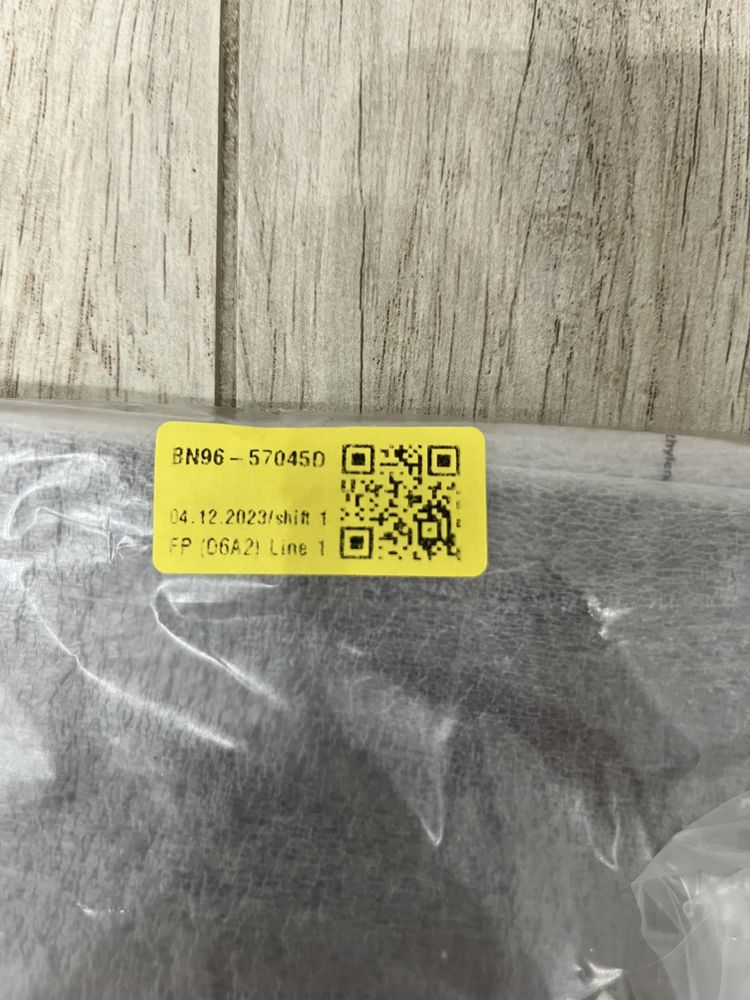 BN96-57045D
04.12.2023/shift 1
FP (D6A2) Line 1